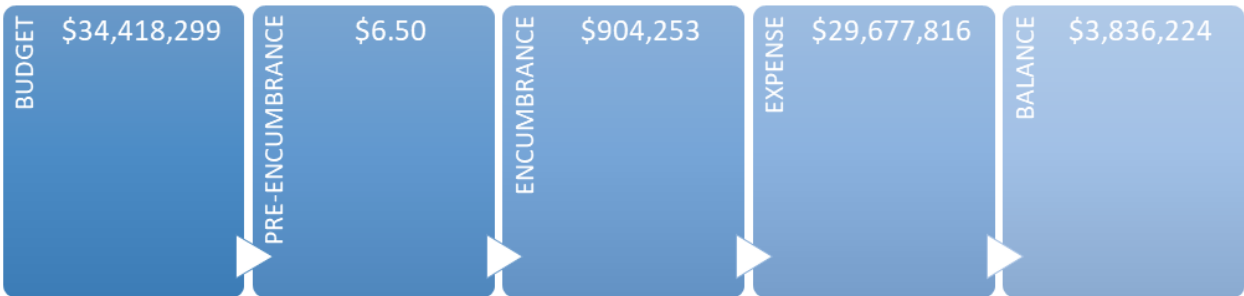 BUDGET
$34,418,299
PRE-ENCUMBRANCE
$6.50
ENCUMBRANCE
$904,253
EXPENSE
$29,677,816
BALANCE
$3,836,224